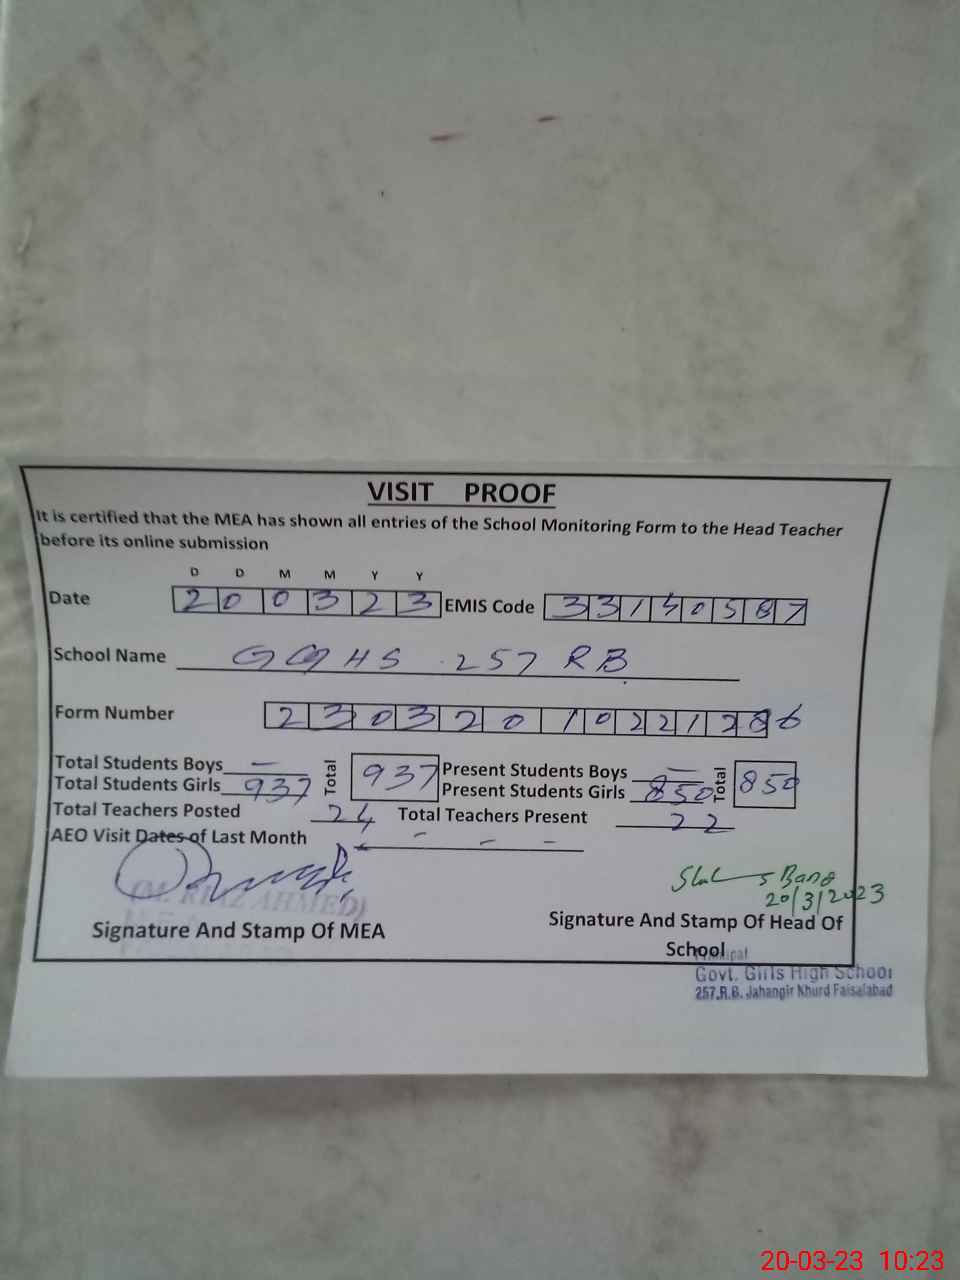 VISIT PROOF
It is certified that the MEA has shown all entries of the School Monitoring Form to the Head Teacher
before its online submission
D D M M Y Y
Date 2 0 0 3 2 3 EMIS Code 3 3 1 5 0 5 8 7
School Name GGHS 257 RB
Form Number 2 3 0 3 2 0 1 0 2 2 1 2 8 6
Total Students Boys — Total 937 Present Students Boys — Total 850
Total Students Girls 937 Present Students Girls 850
Total Teachers Posted 24 Total Teachers Present 22
AEO Visit Dates of Last Month - - -
(M. RIAZ AHMED)
Bano
20/3/2023
Signature And Stamp Of MEA
Signature And Stamp Of Head Of
School
Principal
Govt. Girls High School
257.R.B. Jahangir Khurd Faisalabad
20-03-23 10:23